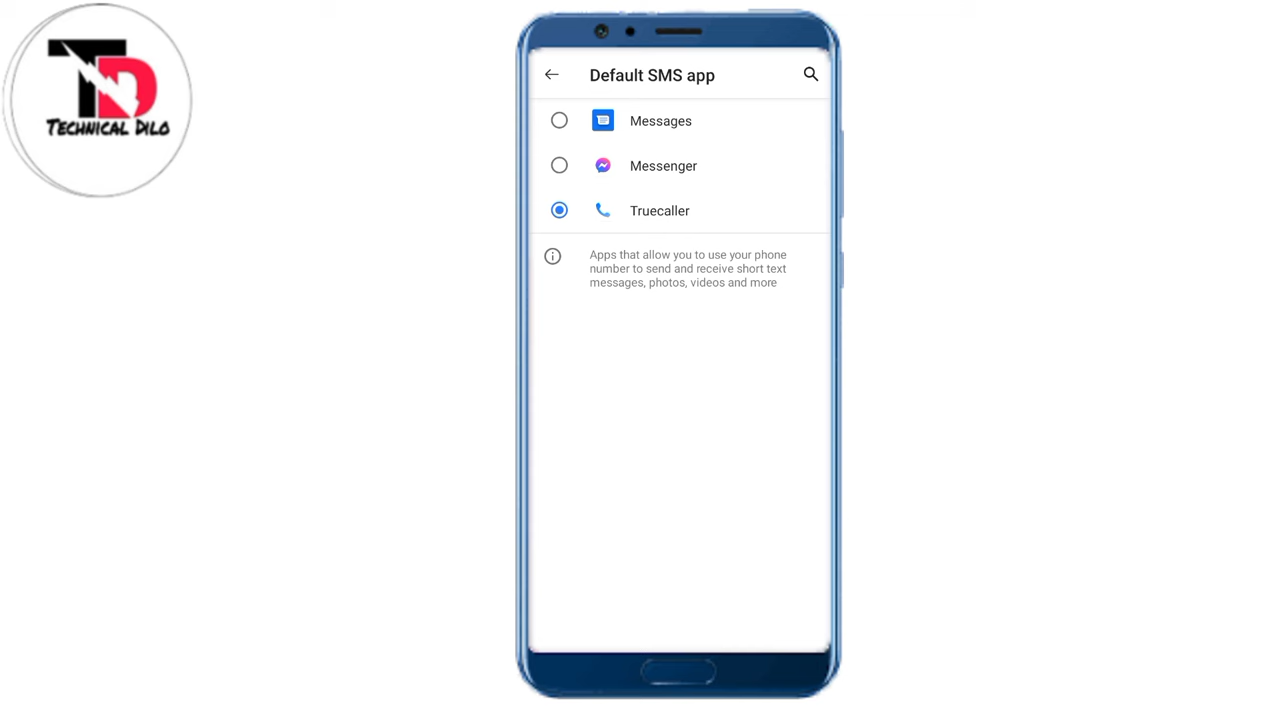 TD
TECHNICAL DILO
Default SMS app
Messages
Messenger
Truecaller
Apps that allow you to use your phone
number to send and receive short text
messages, photos, videos and more